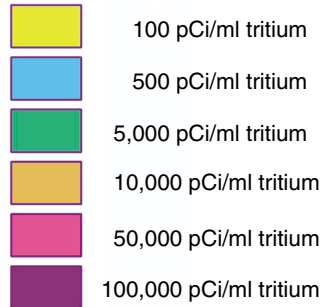 100 pCi/ml tritium
500 pCi/ml tritium
5,000 pCi/ml tritium
10,000 pCi/ml tritium
50,000 pCi/ml tritium
100,000 pCi/ml tritium